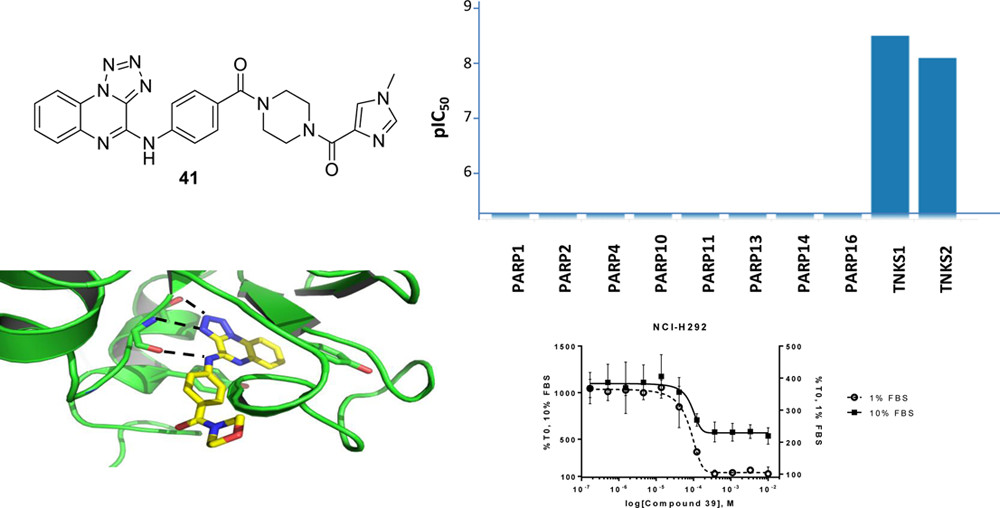 N
N
N
N
N
N
H
O
N
N
O
N
N
41
pIC50
9
8
7
6
PARP1
PARP2
PARP4
PARP10
PARP11
PARP13
PARP14
PARP16
TNKS1
TNKS2
NCI-H292
%T0, 10% FBS
1500
1000
500
100
500
400
300
200
100
%T0, 1% FBS
1% FBS
10% FBS
10-7
10-6
10-5
10-4
10-3
10-2
log[Compound 39], M